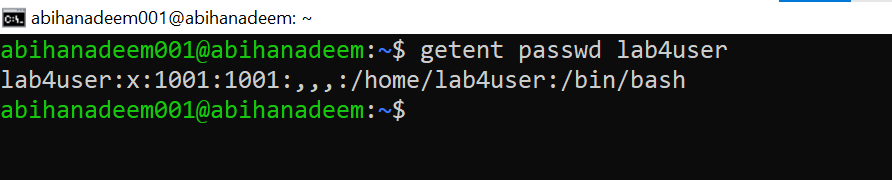 abihanadeem001@abihanadeem: ~
abihanadeem001@abihanadeem:~$ getent passwd lab4user
lab4user:x:1001:1001:,,,:/home/lab4user:/bin/bash
abihanadeem001@abihanadeem:~$